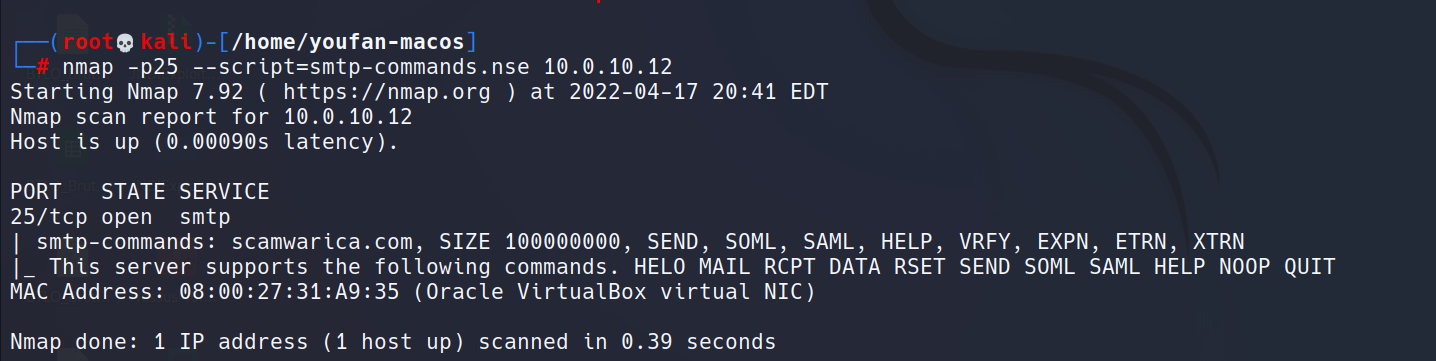 ┌──(root💀kali)-[/home/youfan-macos]
└─# nmap -p25 --script=smtp-commands.nse 10.0.10.12
Starting Nmap 7.92 ( https://nmap.org ) at 2022-04-17 20:41 EDT
Nmap scan report for 10.0.10.12
Host is up (0.00090s latency).
PORT   STATE SERVICE
25/tcp open  smtp
| smtp-commands: scamwarica.com, SIZE 100000000, SEND, SOML, SAML, HELP, VRFY, EXPN, ETRN, XTRN
|_ This server supports the following commands. HELO MAIL RCPT DATA RSET SEND SOML SAML HELP NOOP QUIT
MAC Address: 08:00:27:31:A9:35 (Oracle VirtualBox virtual NIC)
Nmap done: 1 IP address (1 host up) scanned in 0.39 seconds